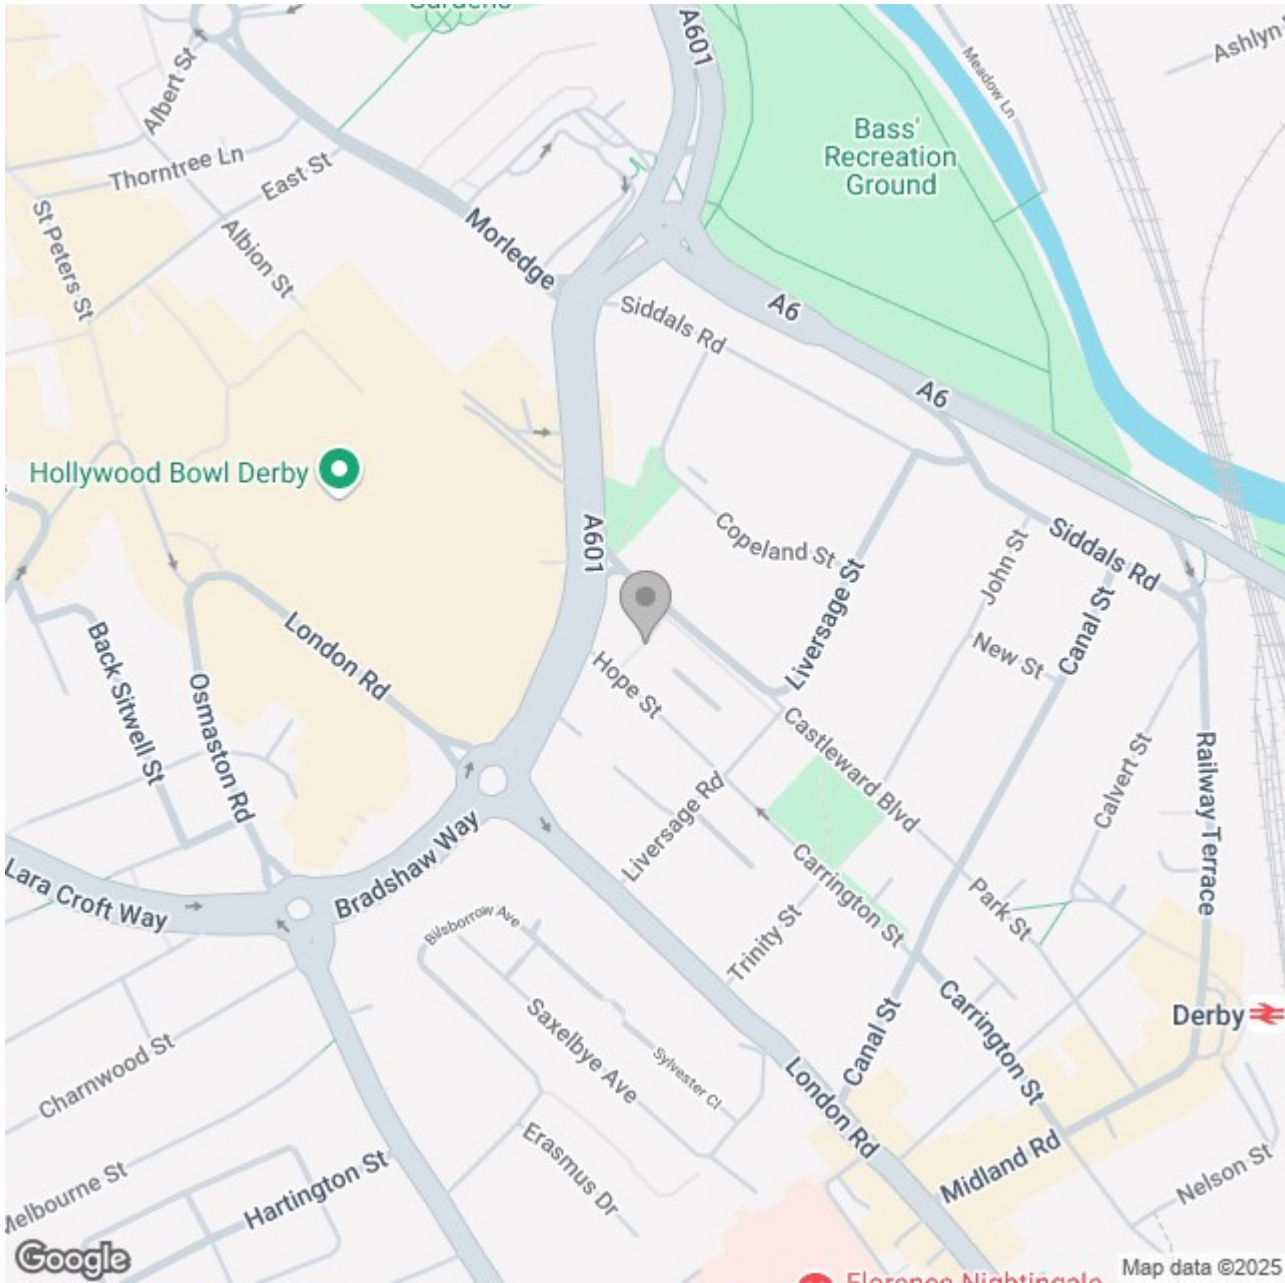 Gardens
A601
Albert St
Meadow Ln
Ashlyn
Bass'
Recreation
Ground
Thorntree Ln
East St
St Peters St
Albion St
Morledge
Siddals Rd
A6
A6
Hollywood Bowl Derby
A601
Copeland St
Liversage St
John St
Siddals Rd
Canal St
New St
London Rd
Back Sitwell St
Osmaston Rd
Hope St
Castleward Blvd
Calvert St
Railway Terrace
Liversage Rd
Bradshaw Way
Lara Croft Way
Carrington St
Park St
Bilsborrow Ave
Trinity St
Saxelbye Ave
Sylvester Cl
Canal St
Carrington St
Derby
Charnwood St
London Rd
Erasmus Dr
Midland Rd
Melbourne St
Hartington St
Nelson St
Google
Florence Nightingale
Map data ©2025